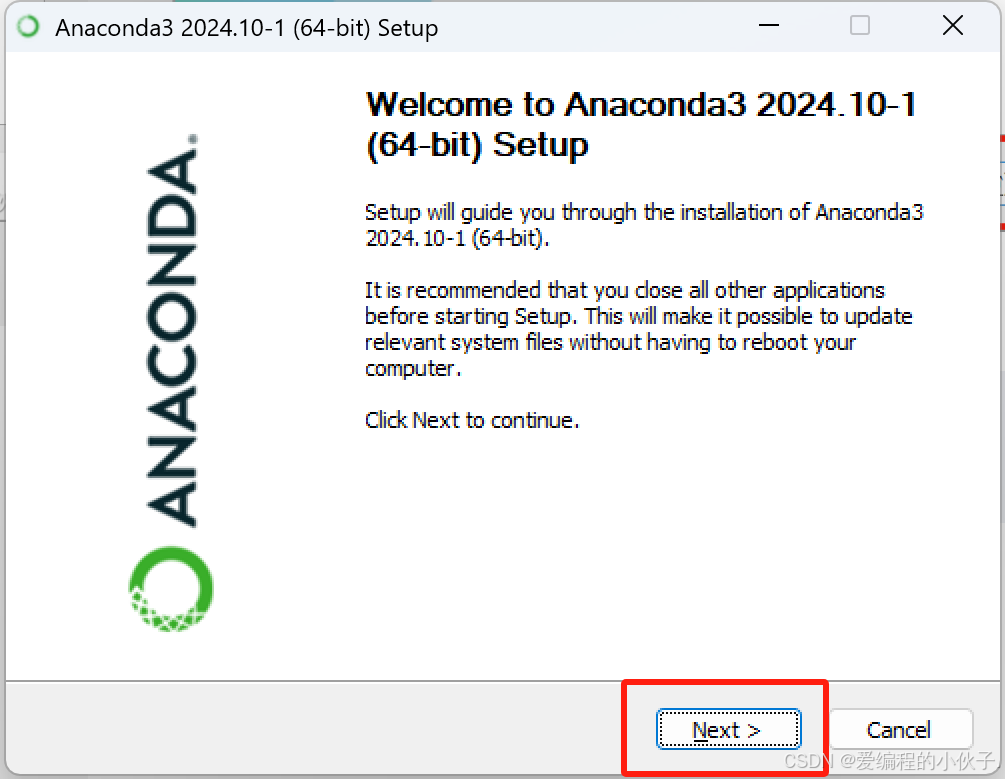 Anaconda3 2024.10-1 (64-bit) Setup
Welcome to Anaconda3 2024.10-1
(64-bit) Setup
ANACONDA.
Setup will guide you through the installation of Anaconda3
2024.10-1 (64-bit).
It is recommended that you close all other applications
before starting Setup. This will make it possible to update
relevant system files without having to reboot your
computer.
Click Next to continue.
Next >
Cancel
CSDN @爱编程的小伙子